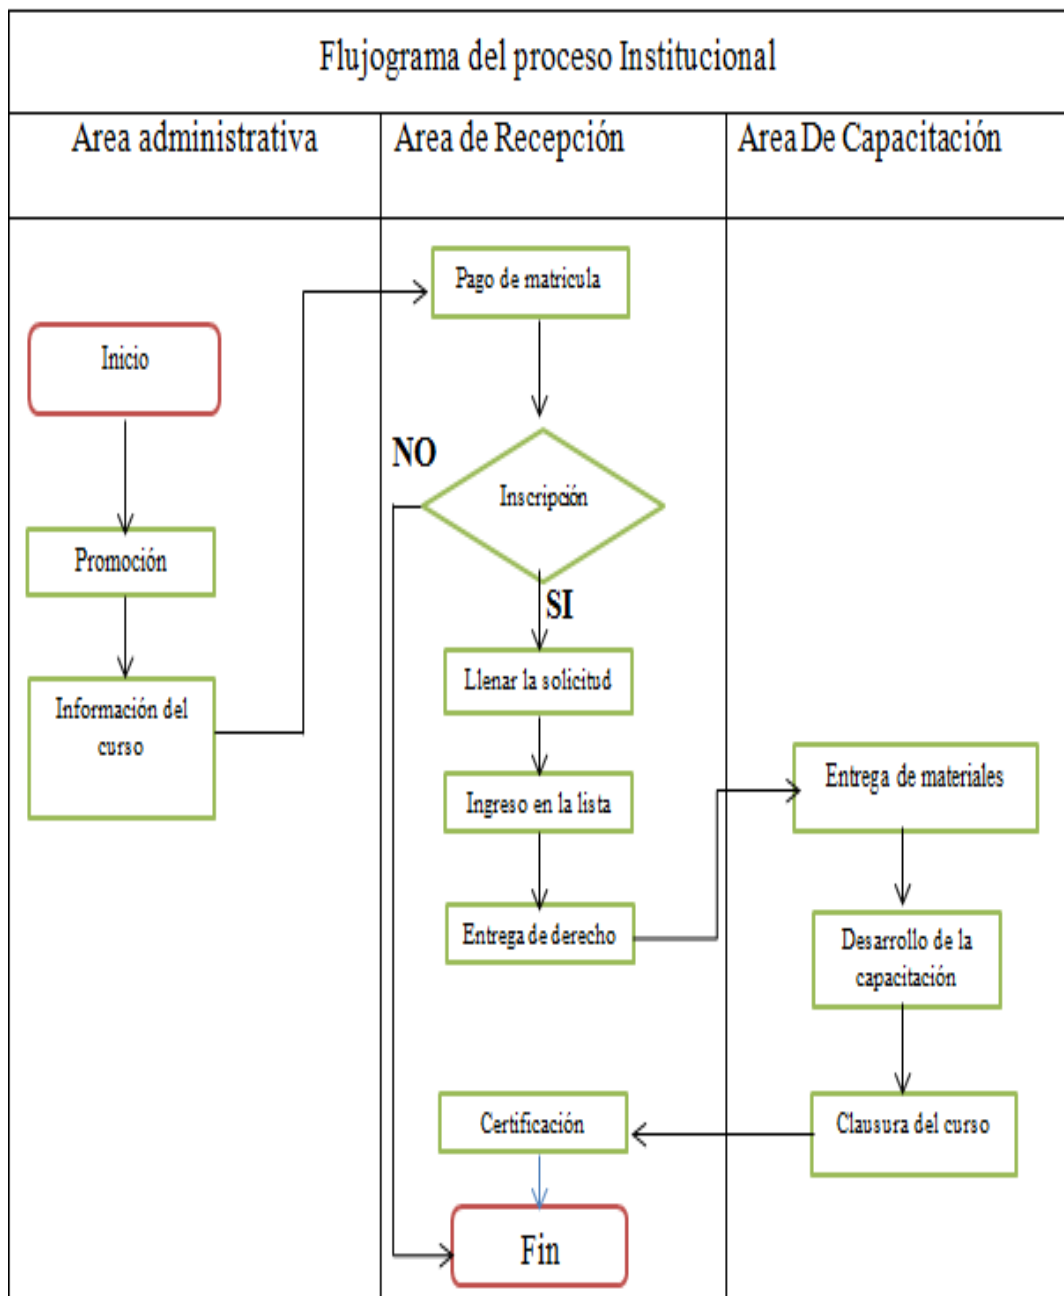 Flujograma del proceso Institucional
Area administrativa
Area de Recepción
Area De Capacitación
Inicio
Promoción
Información del
curso
Pago de matricula
NO
Inscripción
SI
Llenar la solicitud
Ingreso en la lista
Entrega de derecho
Entrega de materiales
Desarrollo de la
capacitación
Clausura del curso
Certificación
Fin